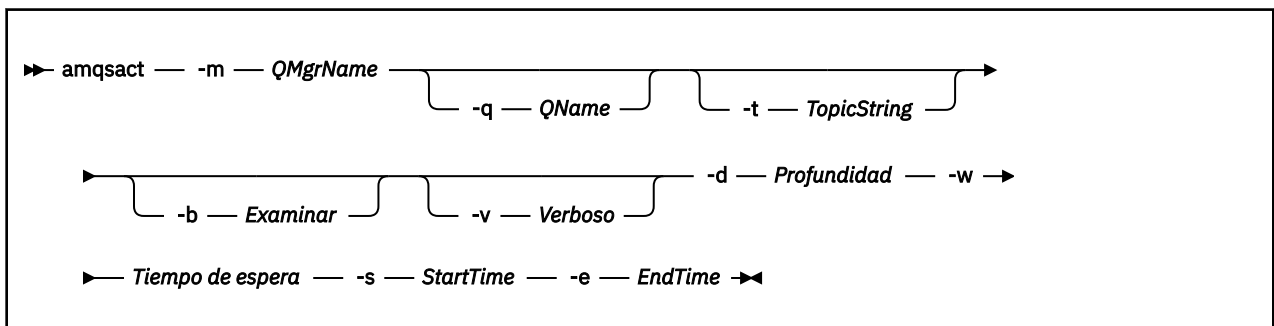 amqsact -m QMgrName
-q QName -t TopicString
-d Profundidad -w
-b Examinar -v Verboso
Tiempo de espera -s StartTime -e EndTime